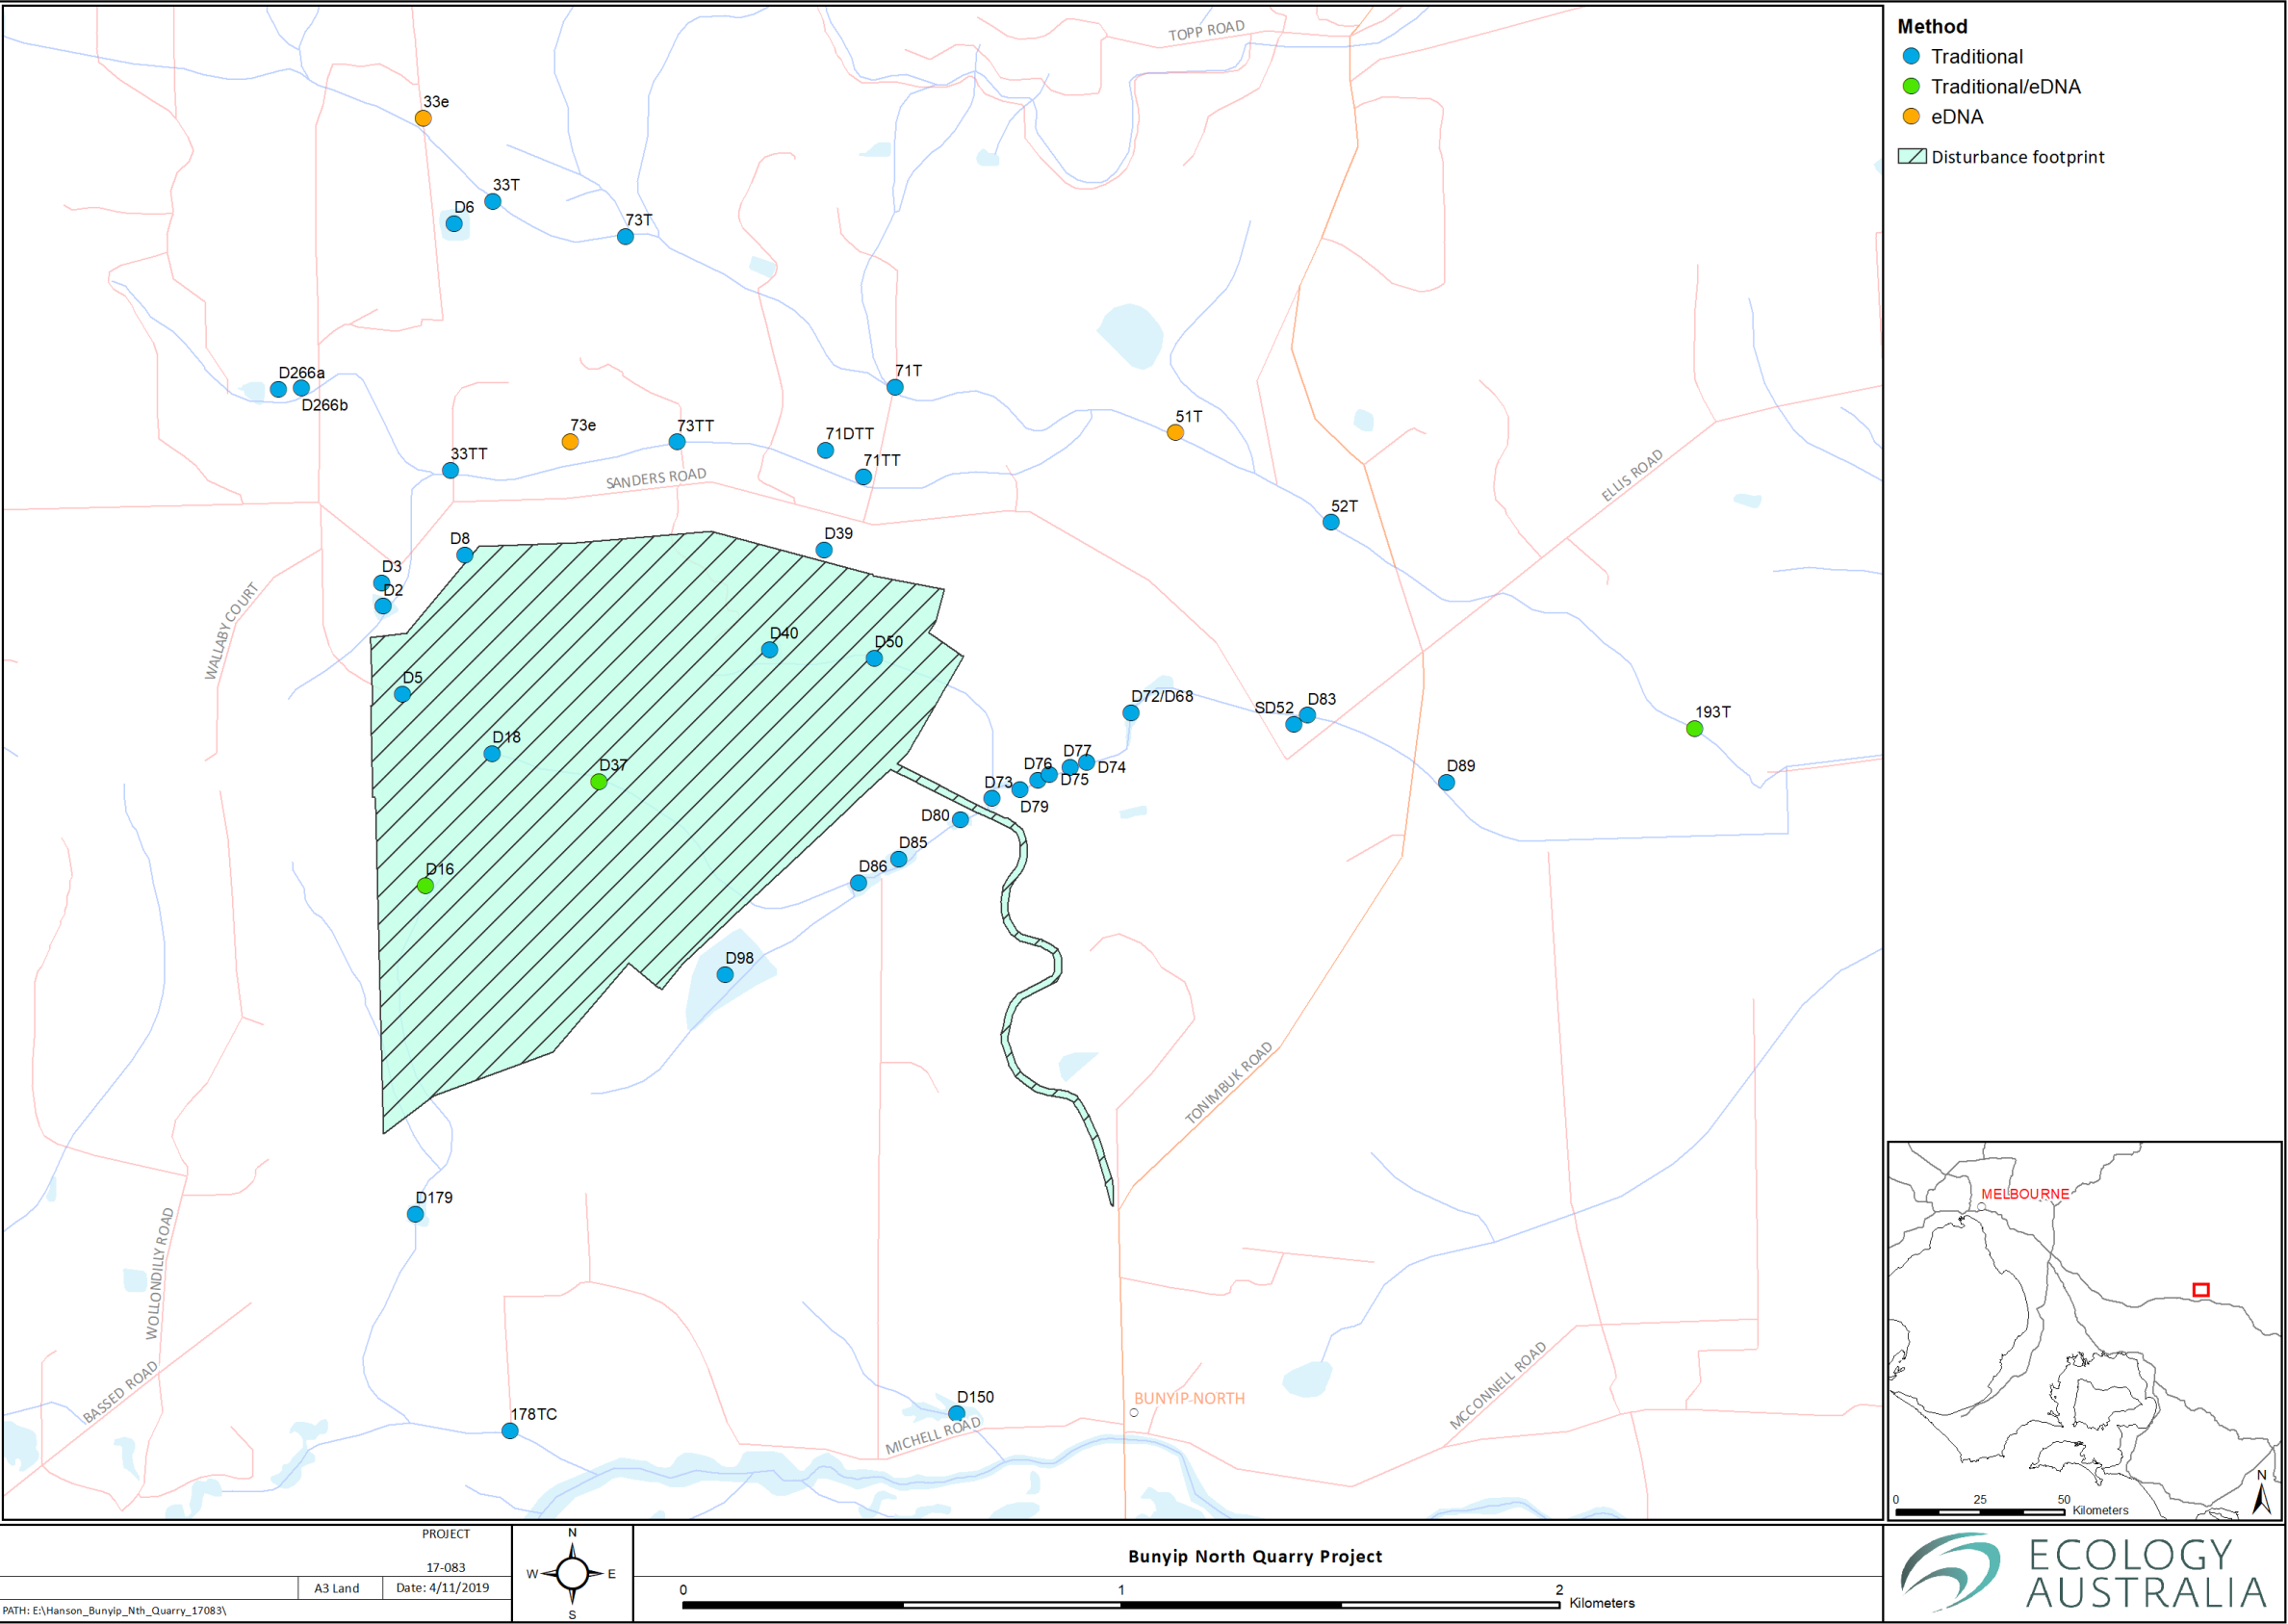 TOPP ROAD
33e
33T
D6
73T
D266a
D266b
71T
73e
73TT
71DTT
51T
33TT
71TT
SANDERS ROAD
ELLIS ROAD
52T
D8
D39
D3
D2
WALLABY COURT
D40
D50
D5
D72/D68
SD52
D83
193T
D18
D37
D77
D76
D74
D75
D89
D73
D79
D80
D85
D86
D16
D98
TONIMBUK ROAD
D179
WOLLONDILLY ROAD
BASSED ROAD
178TC
D150
MICHELL ROAD
BUNYIP-NORTH
MCCONNELL ROAD
Method
Traditional
Traditional/eDNA
eDNA
Disturbance footprint
MELBOURNE
N
0 25 50
Kilometers
PROJECT
17-083
A3 Land
Date: 4/11/2019
PATH: E:\Hanson_Bunyip_Nth_Quarry_17083\
N
W E
S
Bunyip North Quarry Project
0 1 2
Kilometers
ECOLOGY
AUSTRALIA